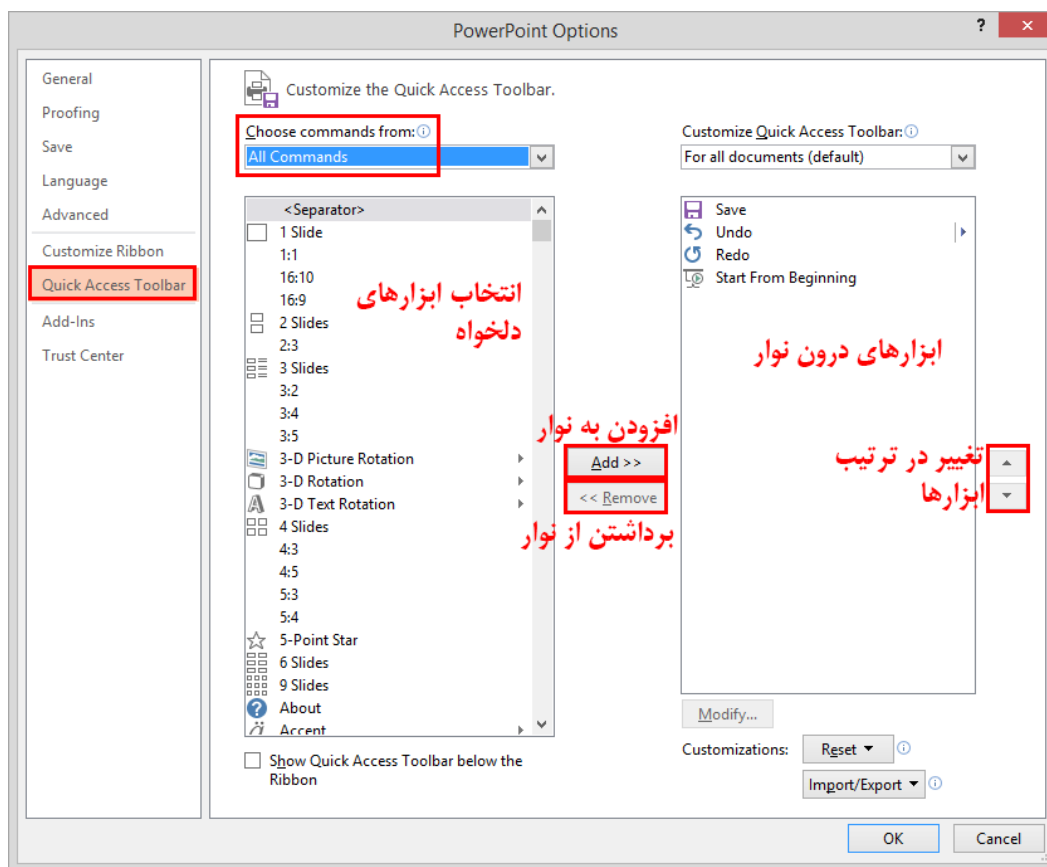 PowerPoint Options
?
General
Proofing
Save
Language
Advanced
Customize Ribbon
Quick Access Toolbar
Add-Ins
Trust Center
Customize the Quick Access Toolbar.
Choose commands from:
All Commands
<Separator>
1 Slide
1:1
16:10
16:9
2 Slides
2:3
3 Slides
3:2
3:4
3:5
3-D Picture Rotation
3-D Rotation
3-D Text Rotation
4 Slides
4:3
4:5
5:3
5:4
5-Point Star
6 Slides
9 Slides
About
Accent
انتخاب ابزارهای
دلخواه
Show Quick Access Toolbar below the
Ribbon
افزودن به نوار
Add >>
<< Remove
برداشتن از نوار
Customize Quick Access Toolbar:
For all documents (default)
Save
Undo
Redo
Start From Beginning
ابزارهای درون نوار
تغییر در ترتیب
ابزارها
Modify...
Customizations:
Reset
Import/Export
OK
Cancel